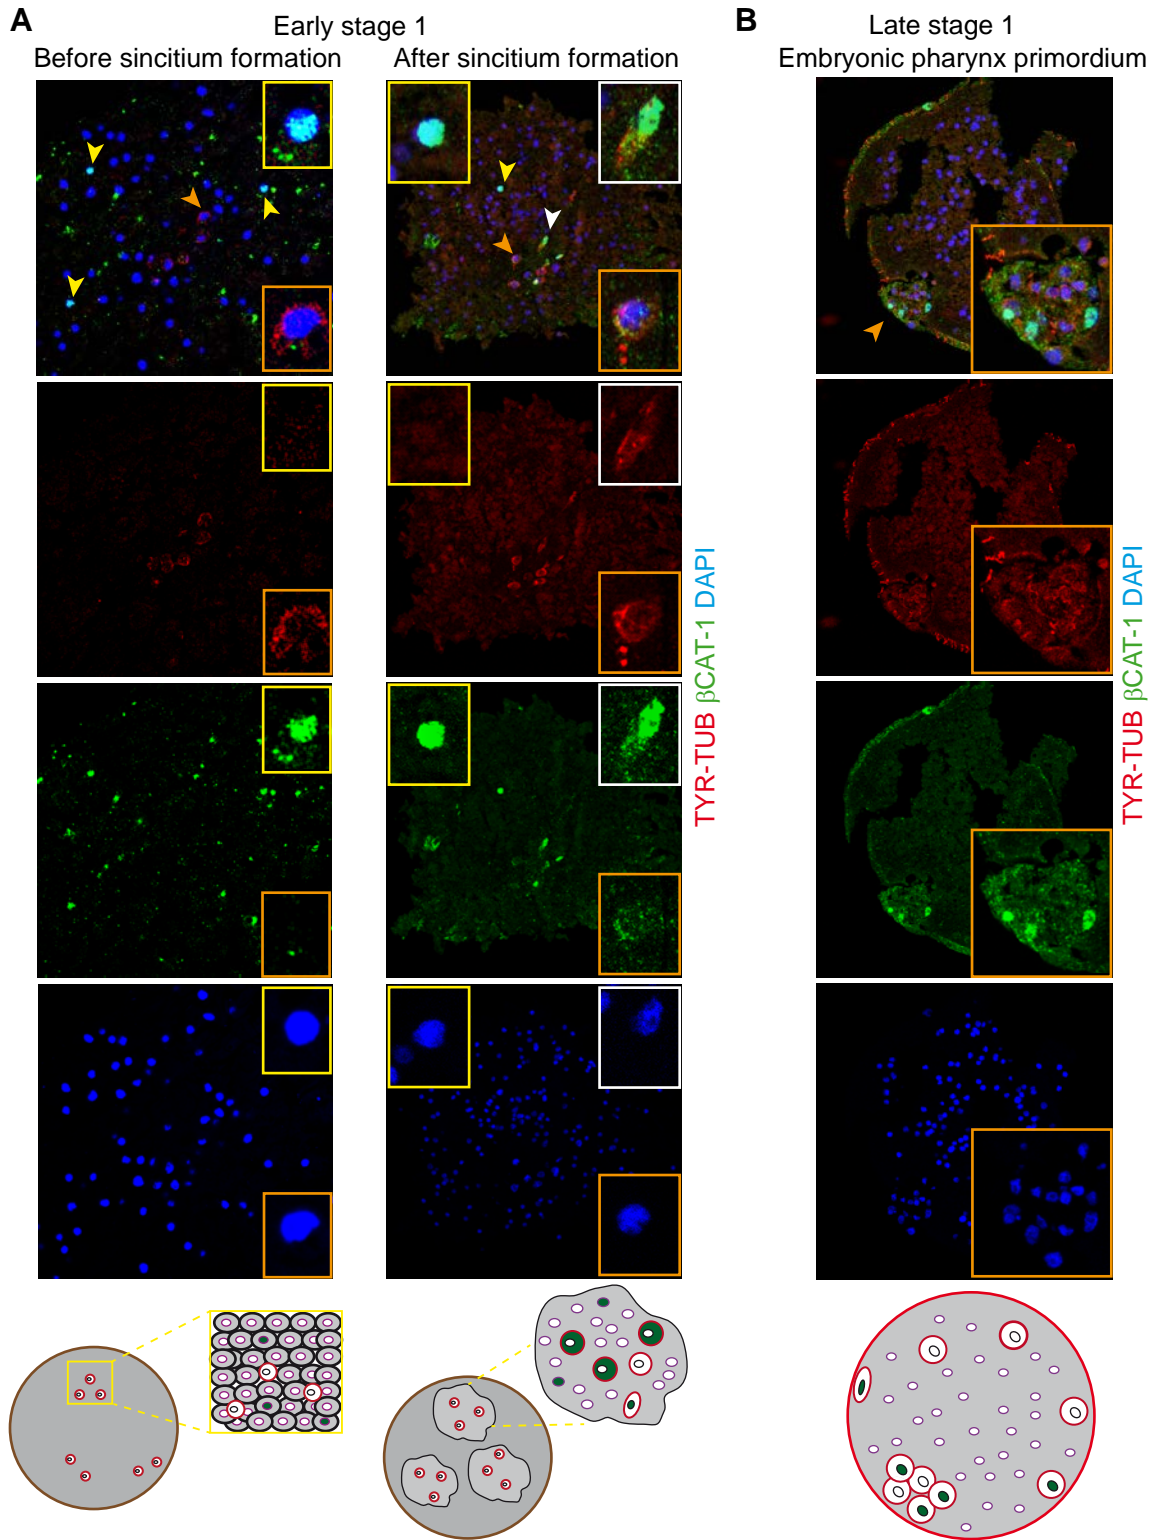 A
Early stage 1
Before sincitium formation
After sincitium formation
TYR-TUB βCAT-1 DAPI
B
Late stage 1
Embryonic pharynx primordium
TYR-TUB βCAT-1 DAPI